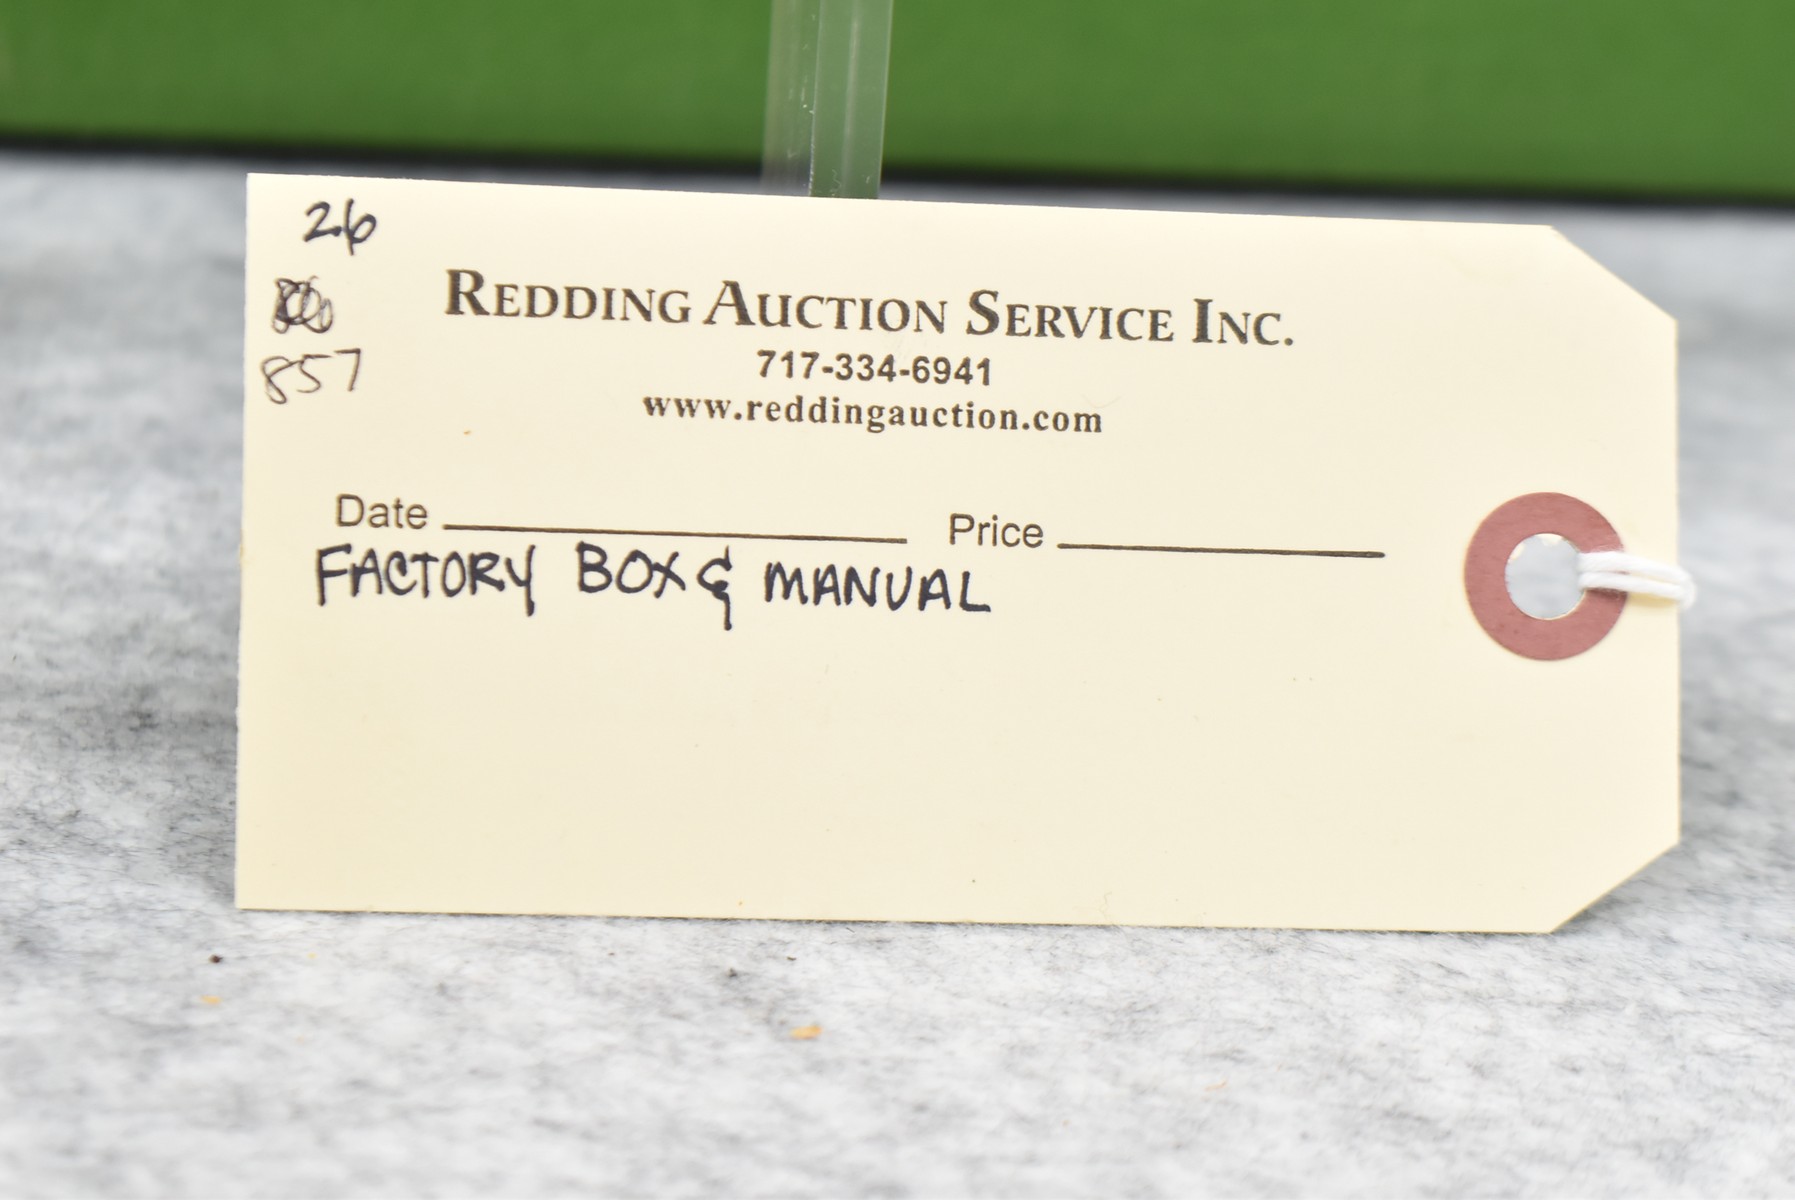 26
857
REDDING AUCTION SERVICE INC.
717-334-6941
www.reddingauction.com
Date Price
FACTORY BOX & MANUAL